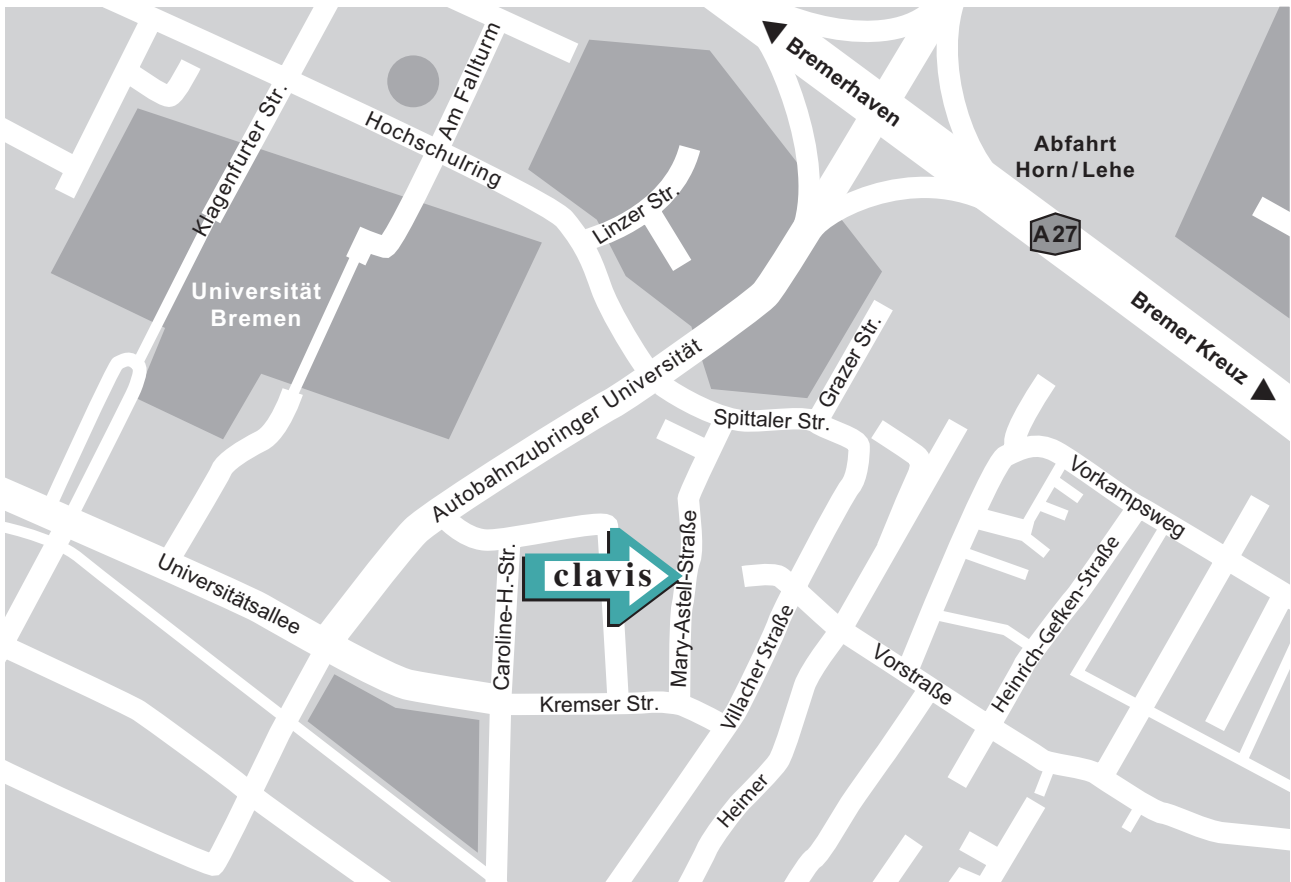 Bremerhaven
Abfahrt
Horn / Lehe
A 27
Bremer Kreuz
Klagenfurter Str.
Am Fallturm
Hochschulring
Linzer Str.
Universität
Bremen
Grazer Str.
Spittaler Str.
Autobahnzubringer Universität
Vorkampsweg
Universitätsallee
Caroline-H.-Str.
clavis
Mary-Astell-Straße
Villacher Straße
Vorstraße
Heinrich-Gefken-Straße
Kremser Str.
Heimer